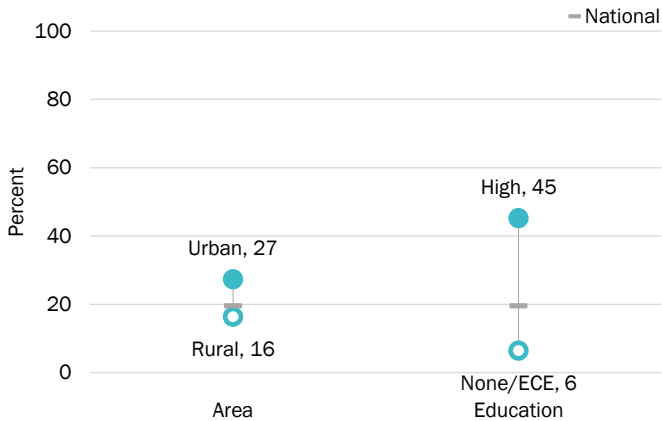 National
Percent
100
80
60
40
20
0
Urban, 27
Rural, 16
High, 45
None/ECE, 6
Area
Education